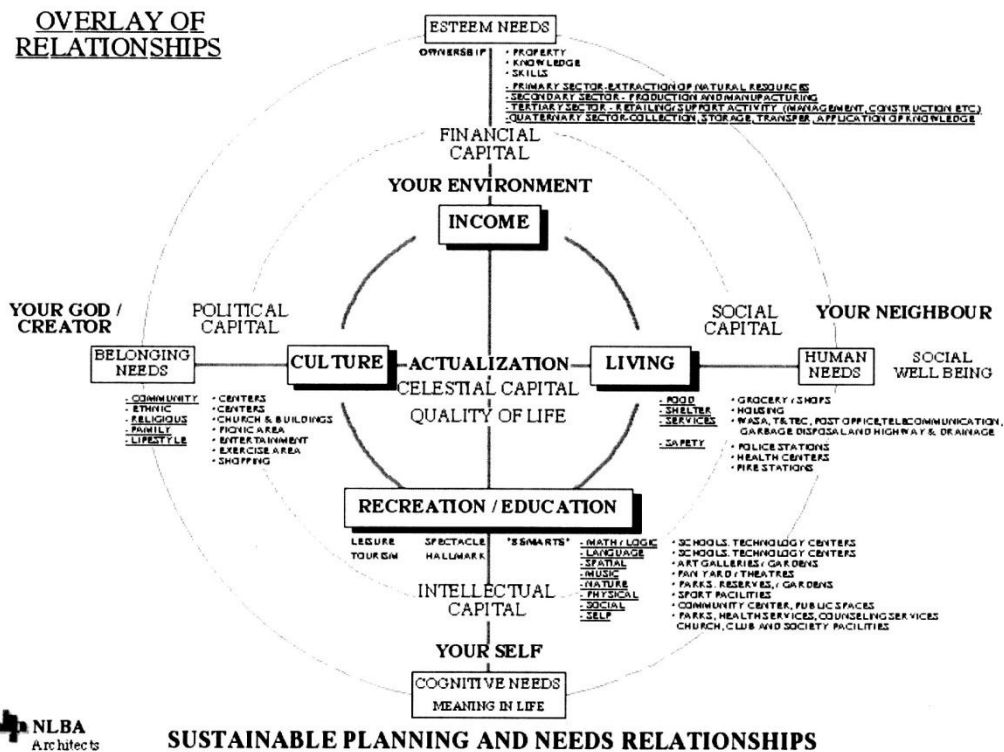 OVERLAY OF
RELATIONSHIPS
ESTEEM NEEDS
OWNERSHIP
• PROPERTY
• KNOWLEDGE
• SKILLS
- PRIMARY SECTOR-EXTRACTION OF NATURAL RESOURCES
- SECONDARY SECTOR - PRODUCTION AND MANUFACTURING
- TERTIARY SECTOR - RETAILING/SUPPORT ACTIVITY (MANAGEMENT, CONSTRUCTION ETC)
-QUATERNARY SECTOR-COLLECTION, STORAGE, TRANSFER, APPLICATION OF KNOWLEDGE
FINANCIAL
CAPITAL
YOUR ENVIRONMENT
INCOME
YOUR GOD /
CREATOR
POLITICAL
CAPITAL
SOCIAL
CAPITAL
YOUR NEIGHBOUR
BELONGING
NEEDS
CULTURE
ACTUALIZATION
CELESTIAL CAPITAL
QUALITY OF LIFE
LIVING
HUMAN
NEEDS
SOCIAL
WELL BEING
- COMMUNITY • CENTERS
- ETHNIC • CENTERS
- RELIGIOUS • CHURCH & BUILDINGS
- FAMILY • PICNIC AREA
- LIFESTYLE • ENTERTAINMENT
• EXERCISE AREA
• SHOPPING
- FOOD • GROCERY / SHOPS
- SHELTER • HOUSING
- SERVICES • WASA, T&TEC, POST OFFICE, TELECOMMUNICATION,
GARBAGE DISPOSAL AND HIGHWAY & DRAINAGE
- SAFETY • POLICE STATIONS
• HEALTH CENTERS
• FIRE STATIONS
RECREATION / EDUCATION
LEISURE SPECTACLE
TOURISM HALLMARK
"8 SMARTS"
- MATH / LOGIC • SCHOOLS, TECHNOLOGY CENTERS
- LANGUAGE • SCHOOLS, TECHNOLOGY CENTERS
- SPATIAL • ART GALLERIES / GARDENS
- MUSIC • PAN YARD / THEATRES
- NATURE • PARKS, RESERVES, / GARDENS
- PHYSICAL • SPORT FACILITIES
- SOCIAL • COMMUNITY CENTER, PUBLIC SPACES
- SELF • PARKS, HEALTH SERVICES, COUNSELING SERVICES
CHURCH, CLUB AND SOCIETY FACILITIES
INTELLECTUAL
CAPITAL
YOUR SELF
COGNITIVE NEEDS
MEANING IN LIFE
NLBA
Architects
SUSTAINABLE PLANNING AND NEEDS RELATIONSHIPS